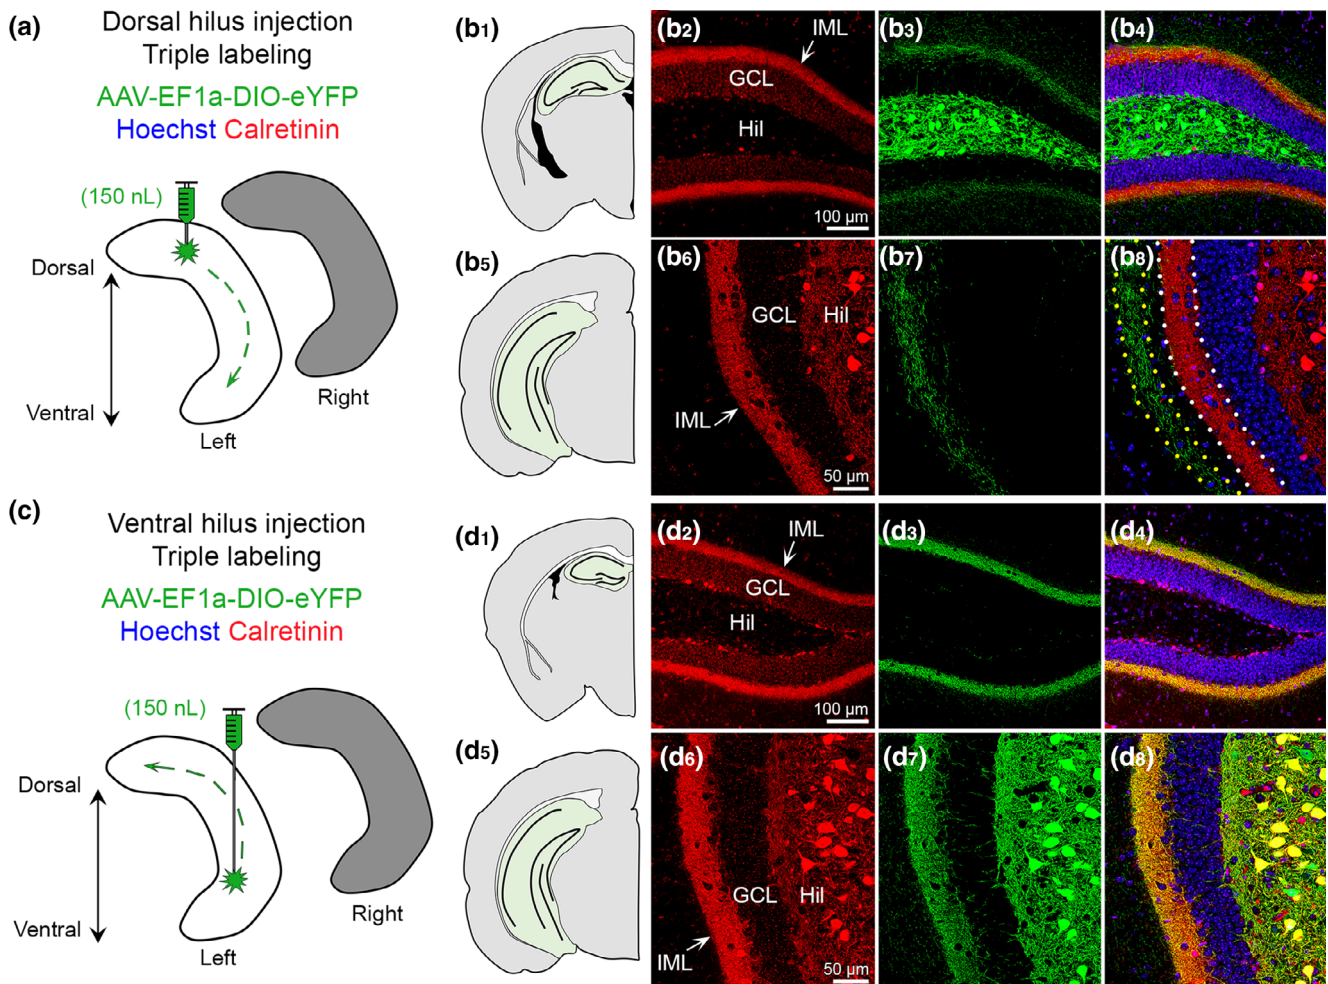 (a)
Dorsal hilus injection
Triple labeling
AAV-EF1a-DIO-eYFP
Hoechst Calretinin
(150 nL)
Dorsal
Ventral
Left
Right
(b1)
(b2)
IML
GCL
Hil
100 µm
(b3)
(b4)
(b5)
(b6)
GCL
Hil
IML
50 µm
(b7)
(b8)
(c)
Ventral hilus injection
Triple labeling
AAV-EF1a-DIO-eYFP
Hoechst Calretinin
(150 nL)
Dorsal
Ventral
Left
Right
(d1)
(d2)
IML
GCL
Hil
100 µm
(d3)
(d4)
(d5)
(d6)
GCL
Hil
IML
50 µm
(d7)
(d8)